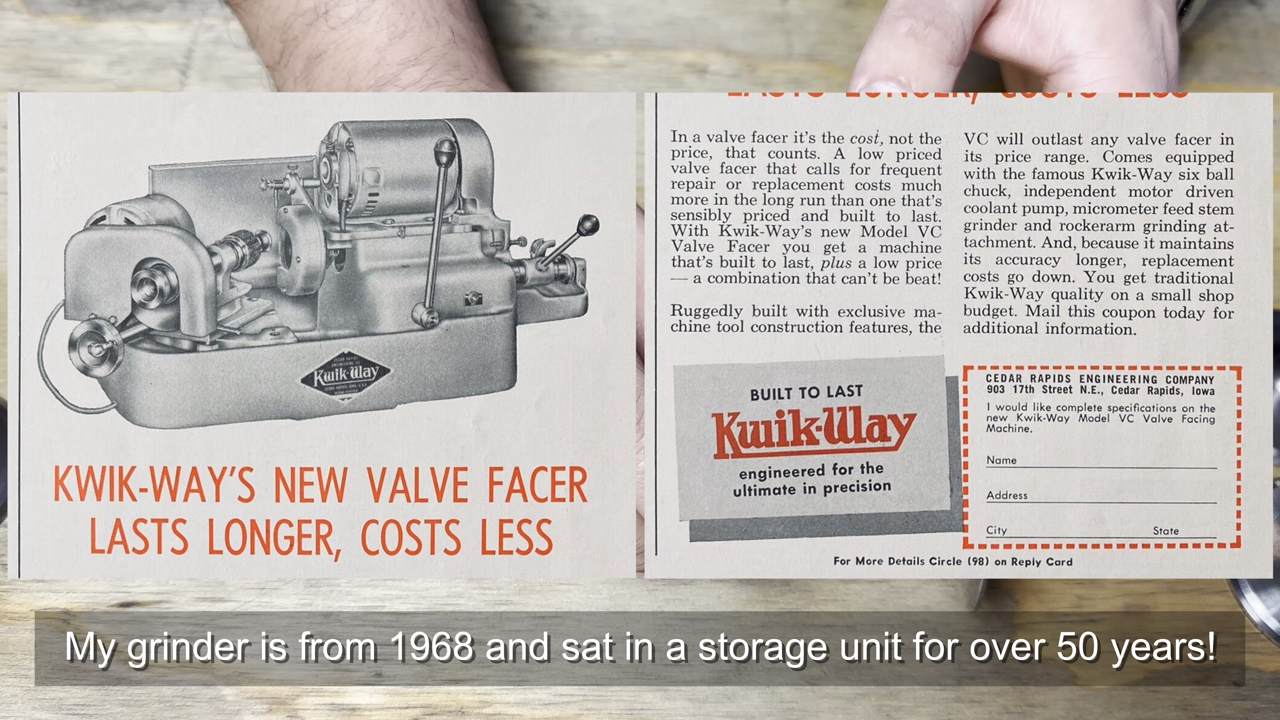 Kwik-Way
KWIK-WAY'S NEW VALVE FACER
LASTS LONGER, COSTS LESS
LASTS LONGER, COSTS LESS
In a valve facer it's the cost, not the
price, that counts. A low priced
valve facer that calls for frequent
repair or replacement costs much
more in the long run than one that's
sensibly priced and built to last.
With Kwik-Way's new Model VC
Valve Facer you get a machine
that's built to last, plus a low price
— a combination that can't be beat!
Ruggedly built with exclusive ma-
chine tool construction features, the
VC will outlast any valve facer in
its price range. Comes equipped
with the famous Kwik-Way six ball
chuck, independent motor driven
coolant pump, micrometer feed stem
grinder and rockerarm grinding at-
tachment. And, because it maintains
its accuracy longer, replacement
costs go down. You get traditional
Kwik-Way quality on a small shop
budget. Mail this coupon today for
additional information.
BUILT TO LAST
Kwik-Way
engineered for the
ultimate in precision
CEDAR RAPIDS ENGINEERING COMPANY
903 17th Street N.E., Cedar Rapids, Iowa
I would like complete specifications on the
new Kwik-Way Model VC Valve Facing
Machine.
Name
Address
City State
For More Details Circle (98) on Reply Card
My grinder is from 1968 and sat in a storage unit for over 50 years!